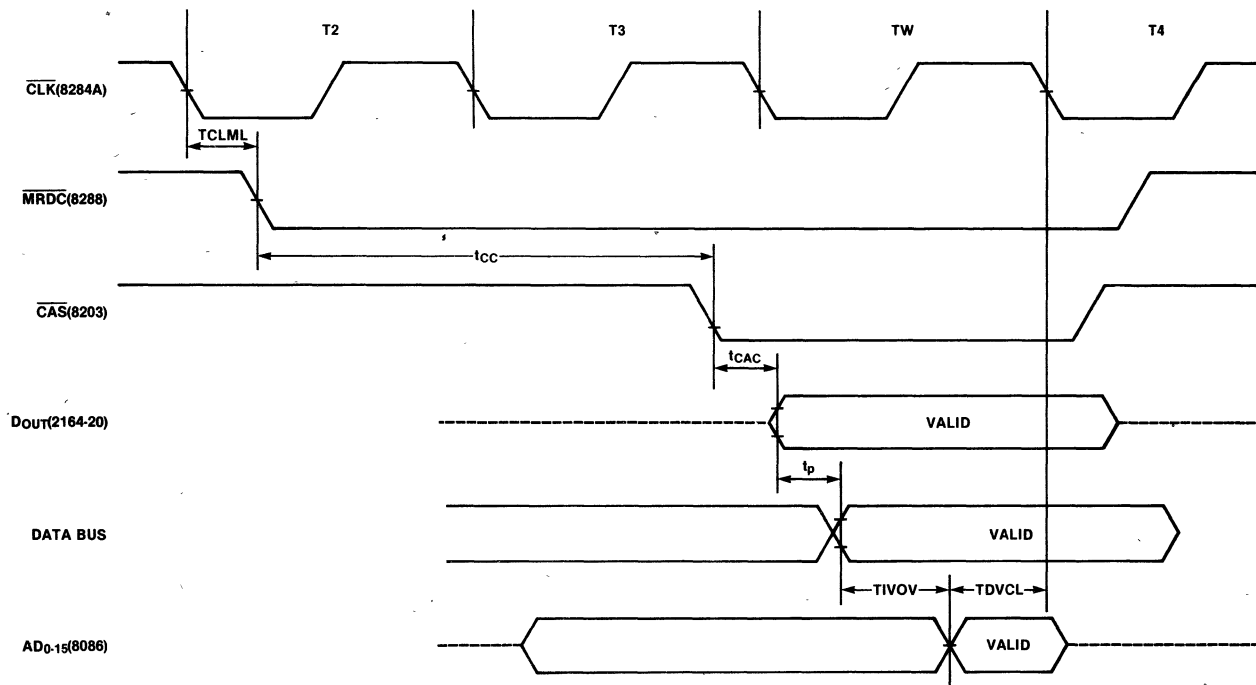 T2 T3 TW T4
CLK(8284A)
TCLML
MRDC(8288)
tCC
CAS(8203)
tCAC
DOUT(2164-20) VALID
tp
DATA BUS VALID
TIVOV TDVCL
AD0-15(8086) VALID